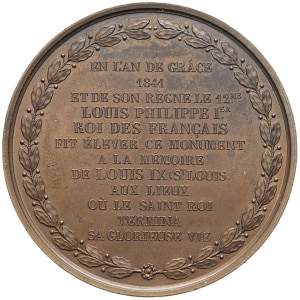 EN L'AN DE GRÂCE
1841
ET DE SON REGNE LE 12ME
LOUIS PHILIPPE IER
ROI DES FRANÇAIS
FIT ÉLEVER CE MONUMENT
A LA MÉMOIRE
DE LOUIS IX (ST LOUIS)
AUX LIEUX
OÙ LE SAINT ROI
TERMINA
SA GLORIEUSE VIE